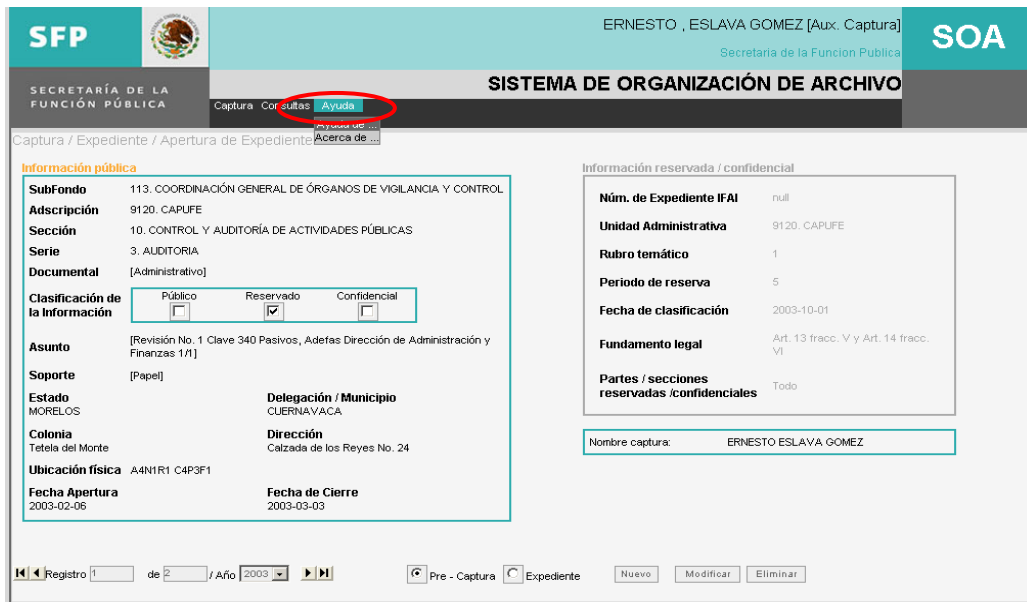 SFP
ERNESTO , ESLAVA GOMEZ [Aux. Captura]
Secretaria de la Funcion Publica
SOA
SECRETARÍA DE LA
FUNCIÓN PÚBLICA
SISTEMA DE ORGANIZACIÓN DE ARCHIVO
Captura Consultas Ayuda
Ayuda de ...
Acerca de ...
Captura / Expediente / Apertura de Expediente
Información pública
SubFondo 113. COORDINACIÓN GENERAL DE ÓRGANOS DE VIGILANCIA Y CONTROL
Adscripción 9120. CAPUFE
Sección 10. CONTROL Y AUDITORÍA DE ACTIVIDADES PÚBLICAS
Serie 3. AUDITORIA
Documental [Administrativo]
Clasificación de
la Información
Público Reservado Confidencial
Asunto [Revisión No. 1 Clave 340 Pasivos, Adefas Dirección de Administración y
Finanzas 1/1]
Soporte [Papel]
Estado Delegación / Municipio
MORELOS CUERNAVACA
Colonia Dirección
Tetela del Monte Calzada de los Reyes No. 24
Ubicación física A4N1R1 C4P3F1
Fecha Apertura Fecha de Cierre
2003-02-06 2003-03-03
Información reservada / confidencial
Núm. de Expediente IFAI null
Unidad Administrativa 9120. CAPUFE
Rubro temático 1
Periodo de reserva 5
Fecha de clasificación 2003-10-01
Fundamento legal Art. 13 fracc. V y Art. 14 fracc.
VI
Partes / secciones
reservadas /confidenciales Todo
Nombre captura: ERNESTO ESLAVA GOMEZ
Registro 1 de 2 / Año 2003 Pre - Captura Expediente Nuevo Modificar Eliminar